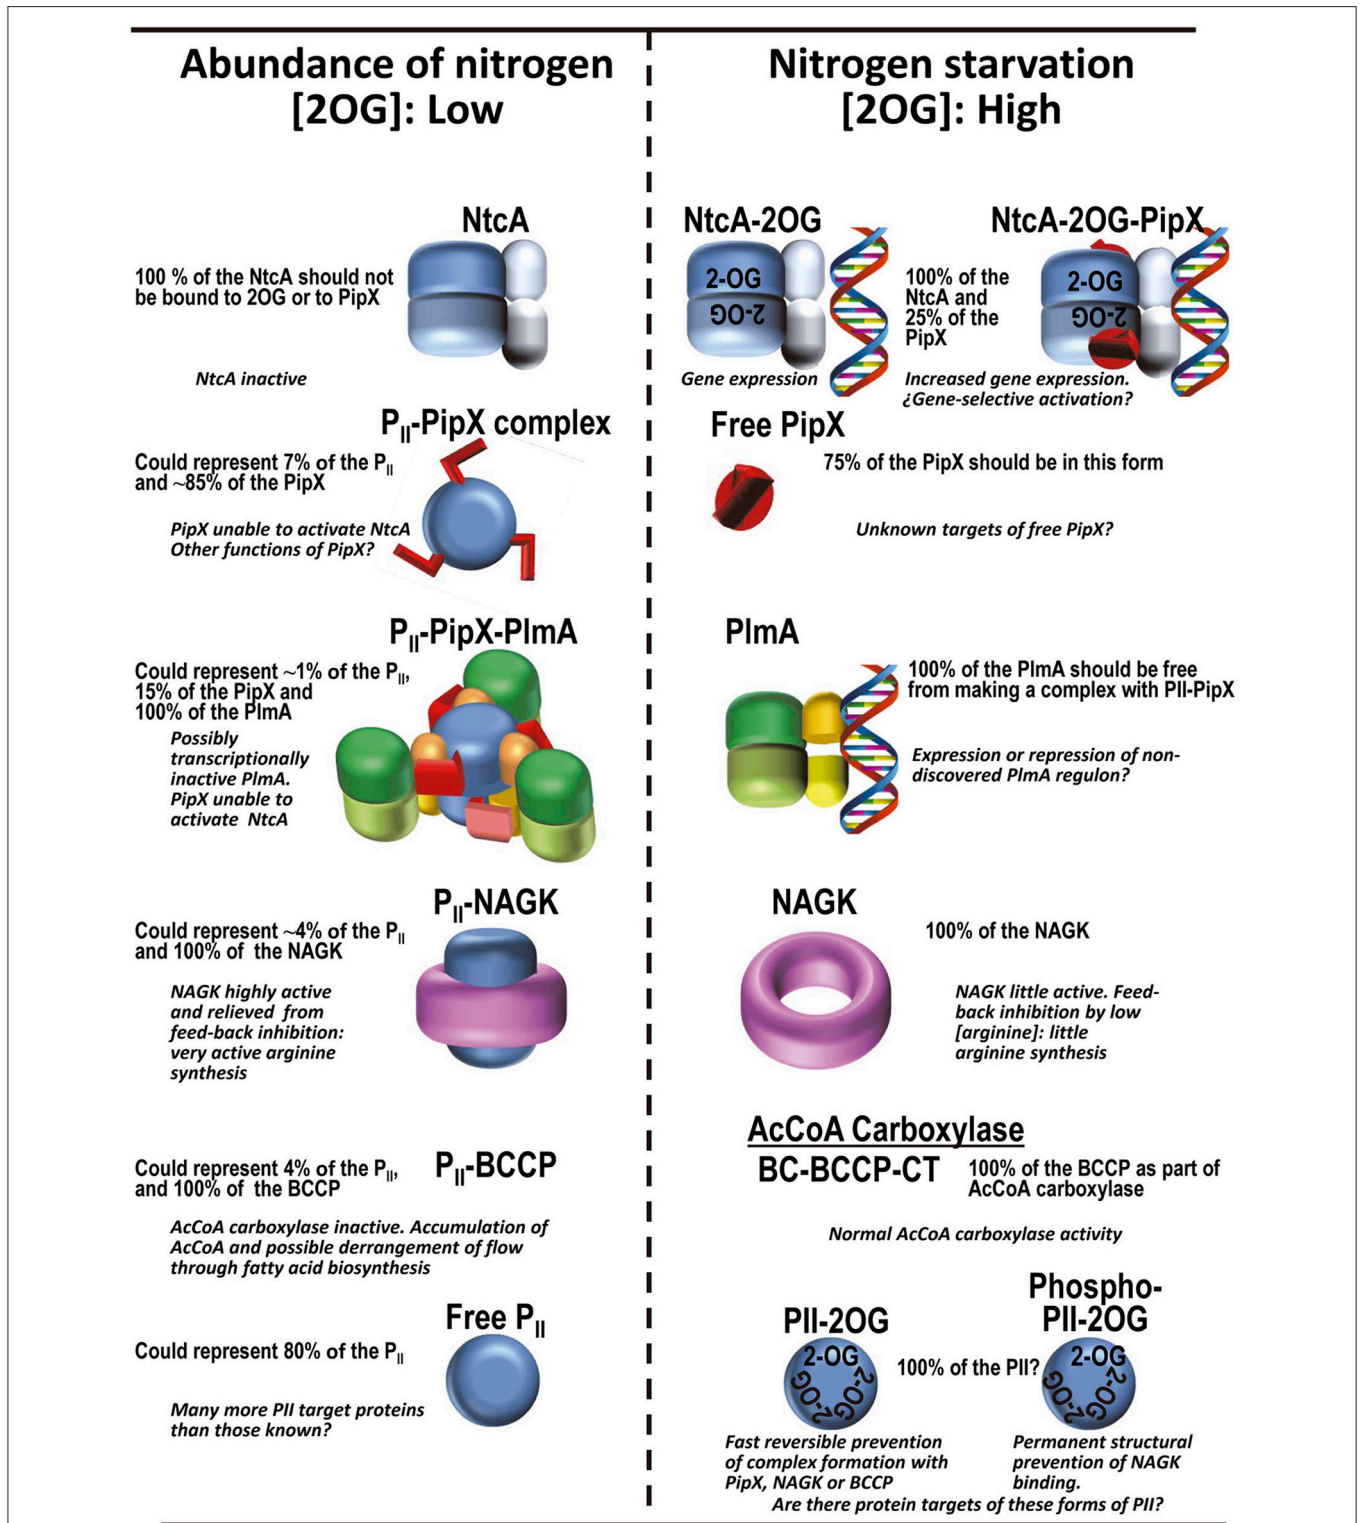 Abundance of nitrogen
[2OG]: Low
Nitrogen starvation
[2OG]: High
NtcA
100 % of the NtcA should not
be bound to 2OG or to PipX
NtcA inactive
NtcA-2OG
2-OG
2-OG
Gene expression
NtcA-2OG-PipX
100% of the
NtcA and
25% of the
PipX
2-OG
2-OG
Increased gene expression.
¿Gene-selective activation?
PII-PipX complex
Could represent 7% of the PII
and ~85% of the PipX
PipX unable to activate NtcA
Other functions of PipX?
Free PipX
75% of the PipX should be in this form
Unknown targets of free PipX?
PII-PipX-PlmA
Could represent ~1% of the PII,
15% of the PipX and
100% of the PlmA
Possibly
transcriptionally
inactive PlmA.
PipX unable to
activate NtcA
PlmA
100% of the PlmA should be free
from making a complex with PII-PipX
Expression or repression of non-
discovered PlmA regulon?
PII-NAGK
Could represent ~4% of the PII
and 100% of the NAGK
NAGK highly active
and relieved from
feed-back inhibition:
very active arginine
synthesis
NAGK
100% of the NAGK
NAGK little active. Feed-
back inhibition by low
[arginine]: little
arginine synthesis
PII-BCCP
Could represent 4% of the PII,
and 100% of the BCCP
AcCoA carboxylase inactive. Accumulation of
AcCoA and possible derrangement of flow
through fatty acid biosynthesis
AcCoA Carboxylase
BC-BCCP-CT
100% of the BCCP as part of
AcCoA carboxylase
Normal AcCoA carboxylase activity
Free PII
Could represent 80% of the PII
Many more PII target proteins
than those known?
PII-2OG
2-OG
2-OG
2-OG
100% of the PII?
Phospho-
PII-2OG
2-OG
2-OG
2-OG
Fast reversible prevention
of complex formation with
PipX, NAGK or BCCP
Permanent structural
prevention of NAGK
binding.
Are there protein targets of these forms of PII?